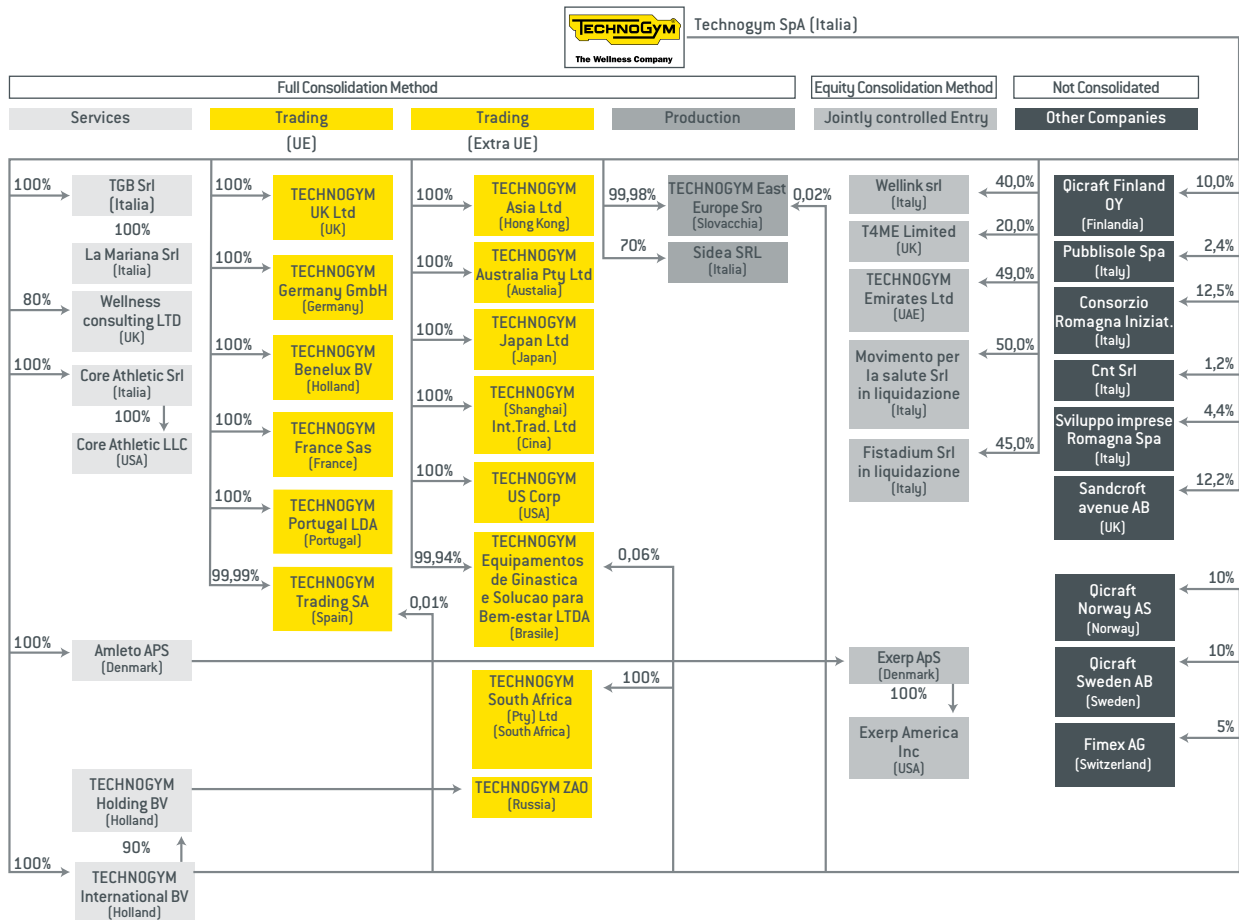 TECHNOGYM
The Wellness Company
Technogym SpA (Italia)
Full Consolidation Method
Equity Consolidation Method
Not Consolidated
Services
Trading
(UE)
Trading
(Extra UE)
Production
Jointly controlled Entry
Other Companies
100%
TGB Srl
(Italia)
100%
La Mariana Srl
(Italia)
80%
Wellness
consulting LTD
(UK)
100%
Core Athletic Srl
(Italia)
100%
Core Athletic LLC
(USA)
100%
Amleto APS
(Denmark)
TECHNOGYM
Holding BV
(Holland)
90%
100%
TECHNOGYM
International BV
(Holland)
100%
TECHNOGYM
UK Ltd
(UK)
100%
TECHNOGYM
Germany GmbH
(Germany)
100%
TECHNOGYM
Benelux BV
(Holland)
100%
TECHNOGYM
France Sas
(France)
100%
TECHNOGYM
Portugal LDA
(Portugal)
99,99%
TECHNOGYM
Trading SA
(Spain)
0,01%
100%
TECHNOGYM
Asia Ltd
(Hong Kong)
100%
TECHNOGYM
Australia Pty Ltd
(Austalia)
100%
TECHNOGYM
Japan Ltd
(Japan)
100%
TECHNOGYM
(Shanghai)
Int.Trad. Ltd
(Cina)
100%
TECHNOGYM
US Corp
(USA)
99,94%
TECHNOGYM
Equipamentos
de Ginastica
e Solucao para
Bem-estar LTDA
(Brasile)
0,06%
TECHNOGYM
South Africa
(Pty) Ltd
(South Africa)
100%
TECHNOGYM ZAO
(Russia)
99,98%
TECHNOGYM East
Europe Sro
(Slovacchia)
0,02%
70%
Sidea SRL
(Italia)
Wellink srl
(Italy)
40,0%
T4ME Limited
(UK)
20,0%
TECHNOGYM
Emirates Ltd
(UAE)
49,0%
Movimento per
la salute Srl
in liquidazione
(Italy)
50,0%
Fistadium Srl
in liquidazione
(Italy)
45,0%
Exerp ApS
(Denmark)
100%
Exerp America
Inc
(USA)
Qicraft Finland
OY
(Finlandia)
10,0%
Pubblisole Spa
(Italy)
2,4%
Consorzio
Romagna Iniziat.
(Italy)
12,5%
Cnt Srl
(Italy)
1,2%
Sviluppo imprese
Romagna Spa
(Italy)
4,4%
Sandcroft
avenue AB
(UK)
12,2%
Qicraft
Norway AS
(Norway)
10%
Qicraft
Sweden AB
(Sweden)
10%
Fimex AG
(Switzerland)
5%